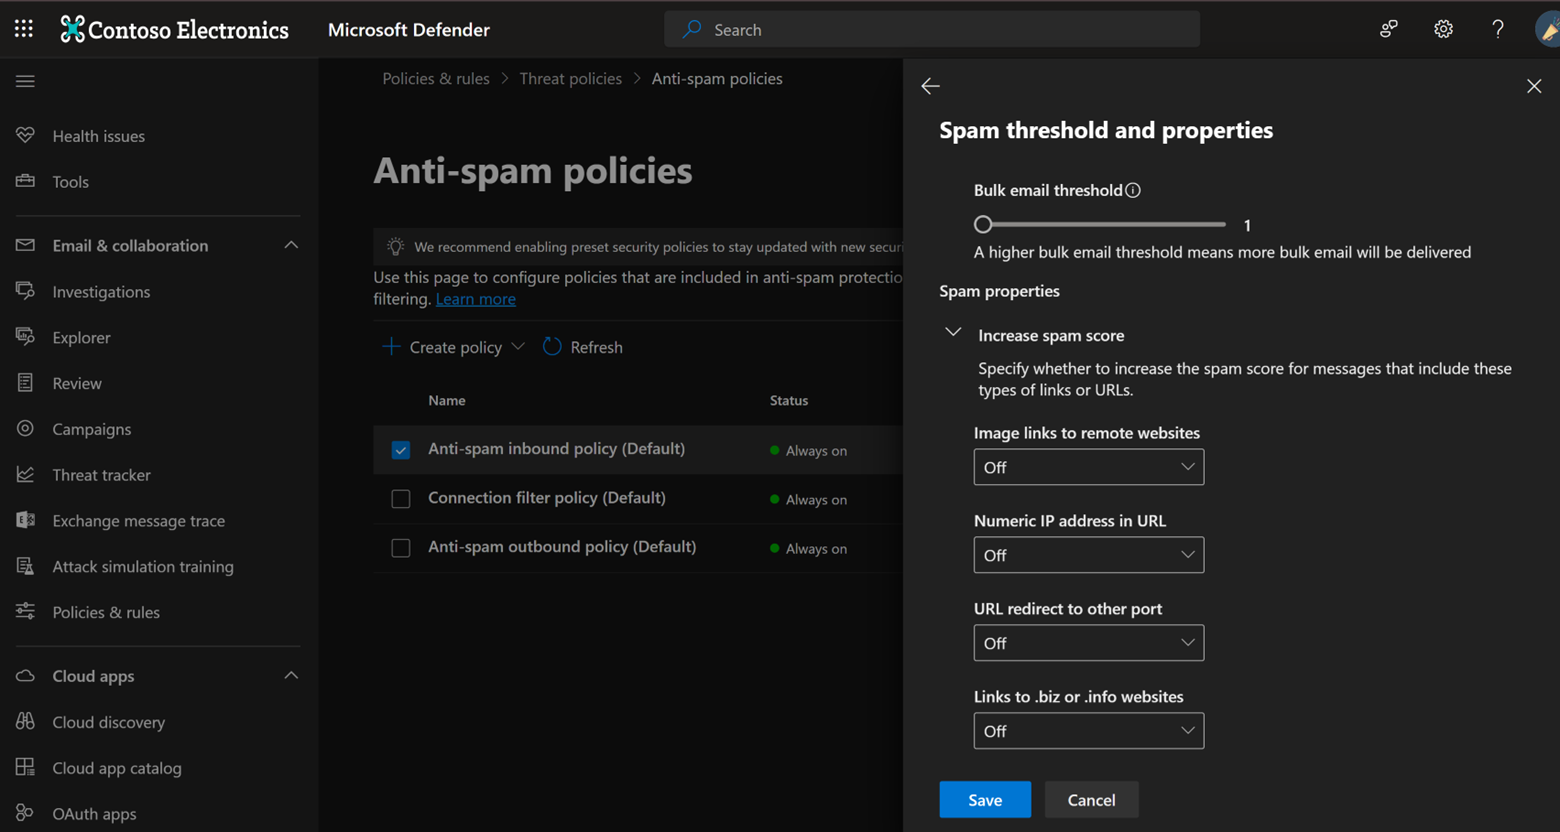 Contoso Electronics
Microsoft Defender
Search
Health issues
Tools
Email & collaboration
Investigations
Explorer
Review
Campaigns
Threat tracker
Exchange message trace
Attack simulation training
Policies & rules
Cloud apps
Cloud discovery
Cloud app catalog
OAuth apps
Policies & rules > Threat policies > Anti-spam policies
Anti-spam policies
We recommend enabling preset security policies to stay updated with new securi
Use this page to configure policies that are included in anti-spam protectio
filtering. Learn more
Create policy
Refresh
Name Status
Anti-spam inbound policy (Default) Always on
Connection filter policy (Default) Always on
Anti-spam outbound policy (Default) Always on
Spam threshold and properties
Bulk email threshold
1
A higher bulk email threshold means more bulk email will be delivered
Spam properties
Increase spam score
Specify whether to increase the spam score for messages that include these
types of links or URLs.
Image links to remote websites
Off
Numeric IP address in URL
Off
URL redirect to other port
Off
Links to .biz or .info websites
Off
Save Cancel